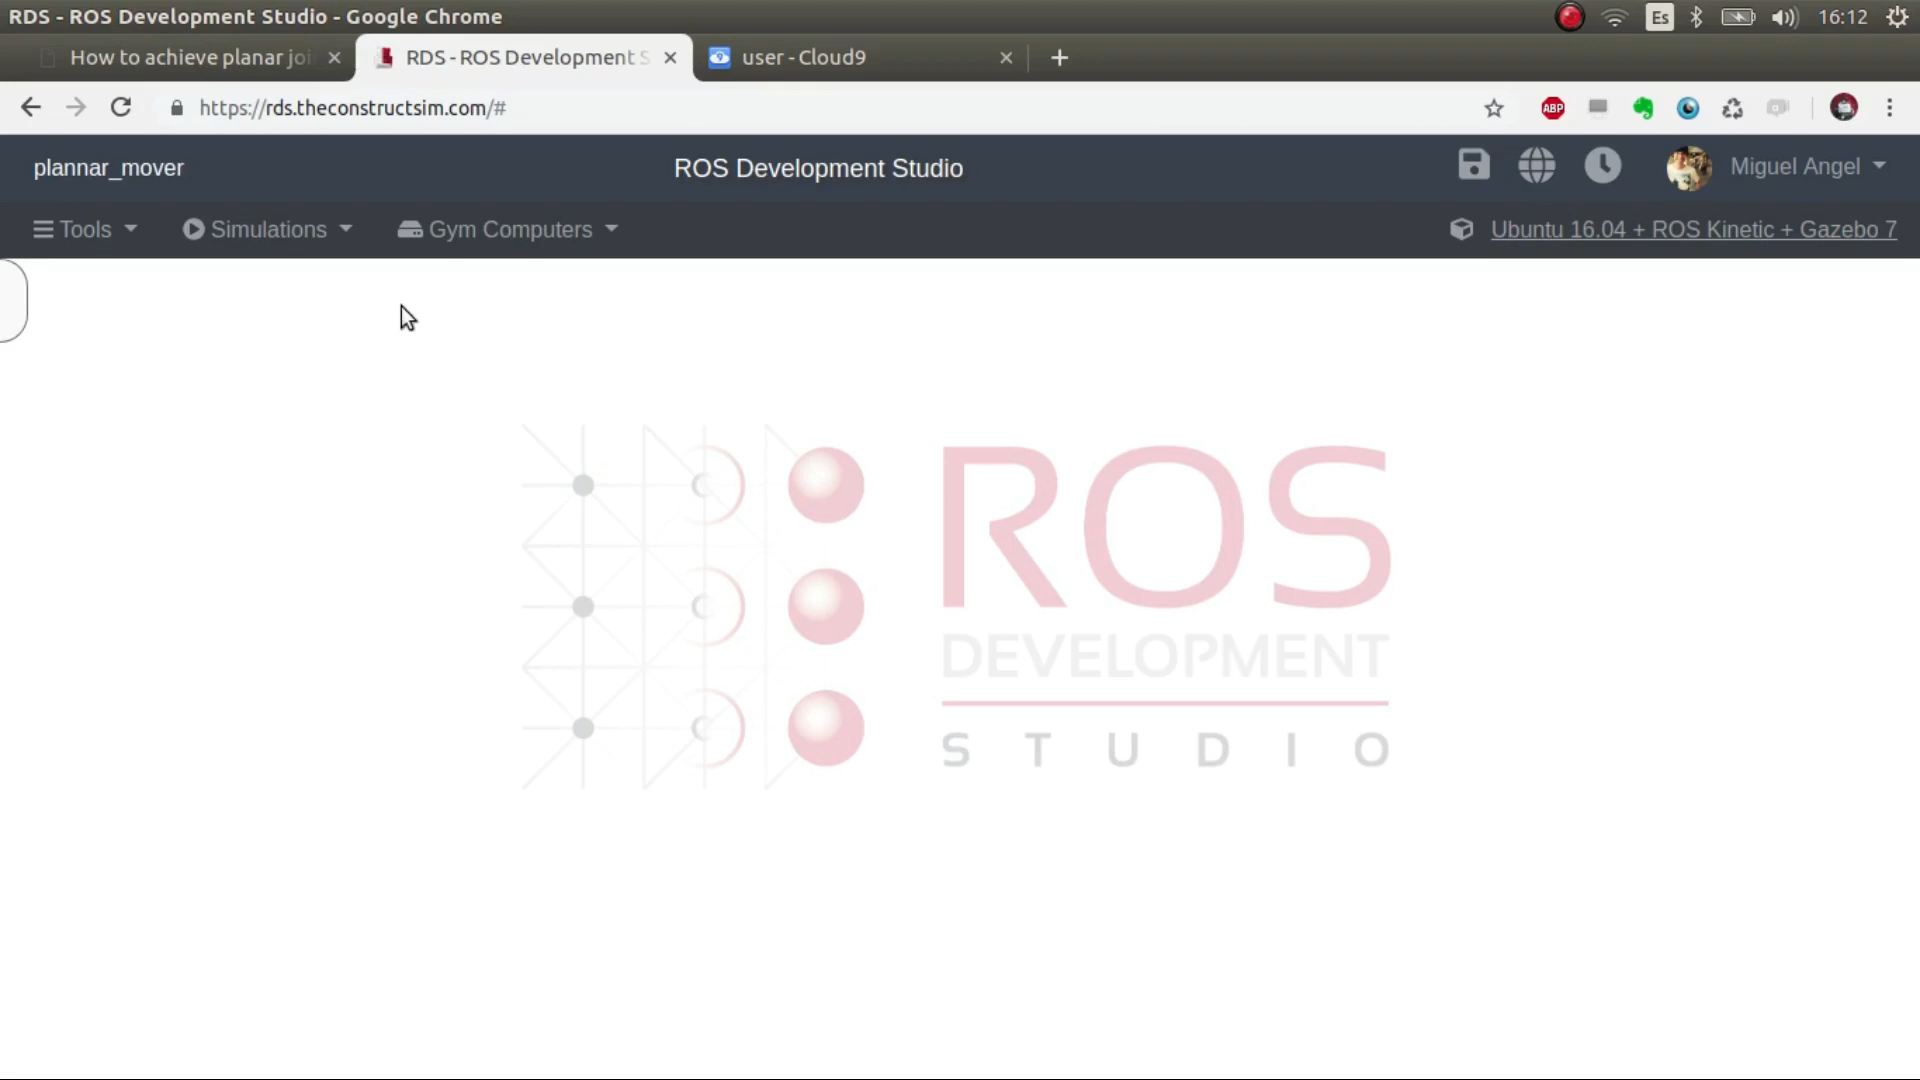 RDS - ROS Development Studio - Google Chrome
Es
16:12
How to achieve planar joi
RDS - ROS Development S
user - Cloud9
https://rds.theconstructsim.com/#
ABP
plannar_mover
ROS Development Studio
Miguel Angel
Tools
Simulations
Gym Computers
Ubuntu 16.04 + ROS Kinetic + Gazebo 7
ROS
DEVELOPMENT
STUDIO